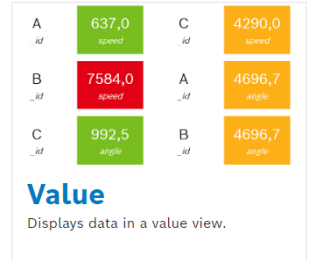 A 637,0 C 4290,0
_id speed _id speed
B 7584,0 A 4696,7
_id speed _id angle
C 992,5 B 4696,7
_id angle _id angle
Value
Displays data in a value view.